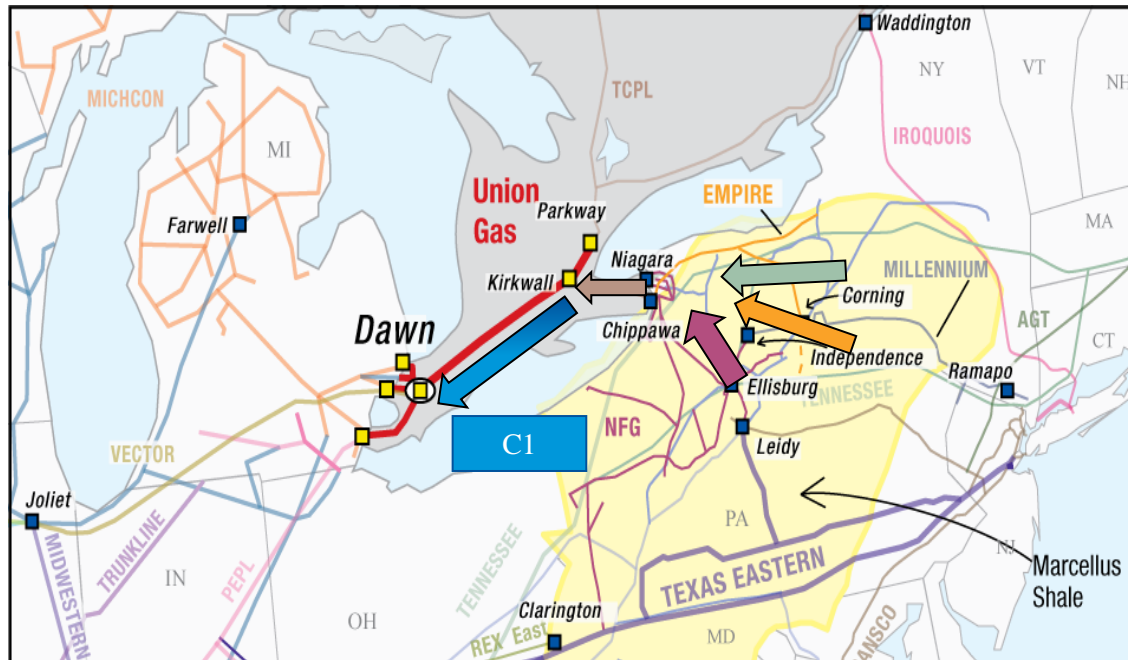 Waddington
NY
VT
NH
TCPL
MICHCON
IROQUOIS
MI
Union
Gas
Parkway
EMPIRE
MA
Farwell
Niagara
Kirkwall
MILLENNIUM
Corning
Dawn
Chippawa
AGT
CT
Independence
Ramapo
Ellisburg
TENNESSEE
NFG
C1
Leidy
VECTOR
Joliet
PA
TRUNKLINE
MIDWESTERN
IN
PEPL
TENNESSEE
TEXAS EASTERN
NJ
Marcellus
Shale
Clarington
OH
REX East
MD
ANSCO